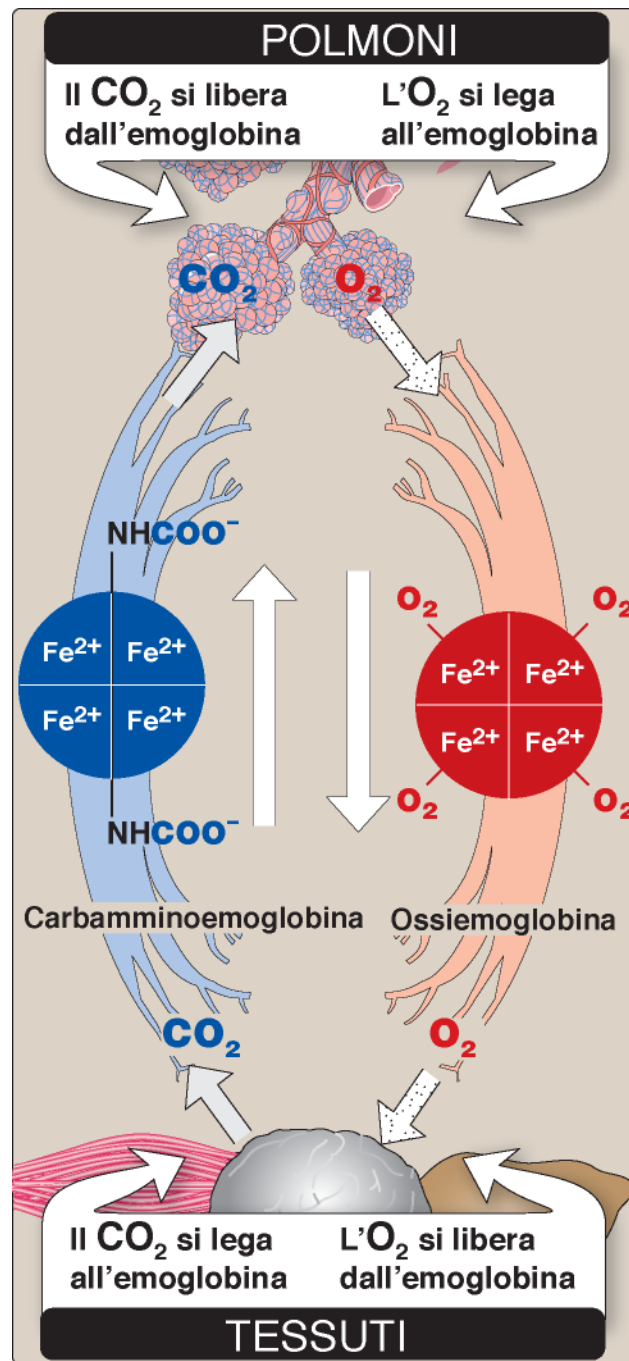 POLMONI
Il CO₂ si libera
dall'emoglobina
L'O₂ si lega
all'emoglobina
CO₂
O₂
NHCOO⁻
Fe²⁺ Fe²⁺
Fe²⁺ Fe²⁺
NHCOO⁻
O₂ O₂
Fe²⁺ Fe²⁺
Fe²⁺ Fe²⁺
O₂ O₂
Carbamminoemoglobina
Ossiemoglobina
CO₂
O₂
Il CO₂ si lega
all'emoglobina
L'O₂ si libera
dall'emoglobina
TESSUTI